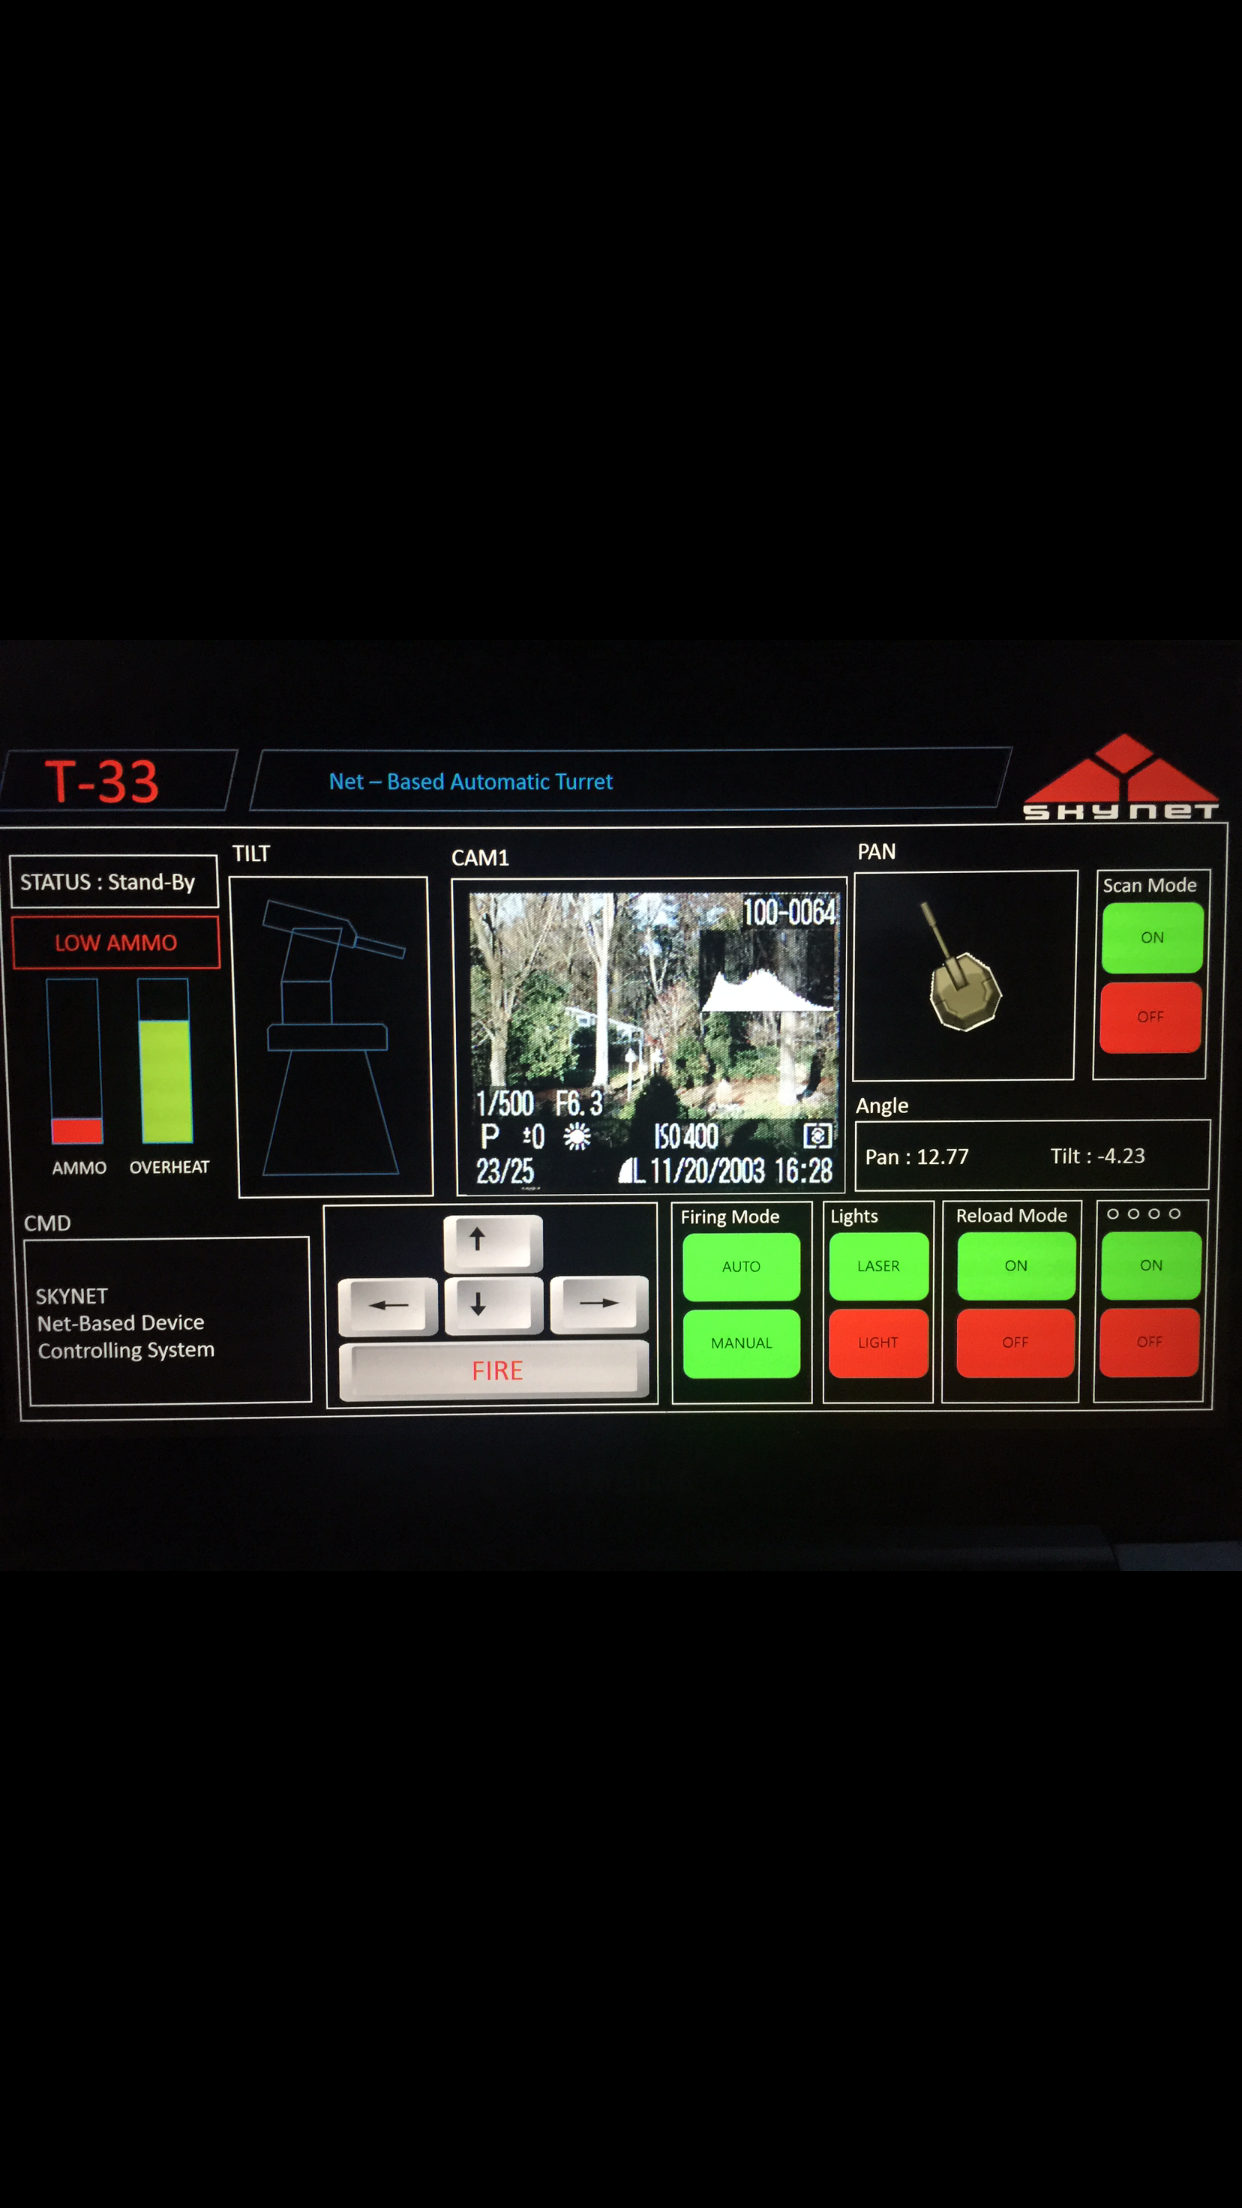 T-33
Net – Based Automatic Turret
SKYNET
STATUS : Stand-By
LOW AMMO
AMMO OVERHEAT
TILT
CAM1
100-0064
1/500 F6.3
P ±0 ISO 400
23/25 L 11/20/2003 16:28
PAN
Scan Mode
ON
OFF
Angle
Pan : 12.77 Tilt : -4.23
CMD
SKYNET
Net-Based Device
Controlling System
↑
← ↓ →
FIRE
Firing Mode
AUTO
MANUAL
Lights
LASER
LIGHT
Reload Mode
ON
OFF
ON
OFF